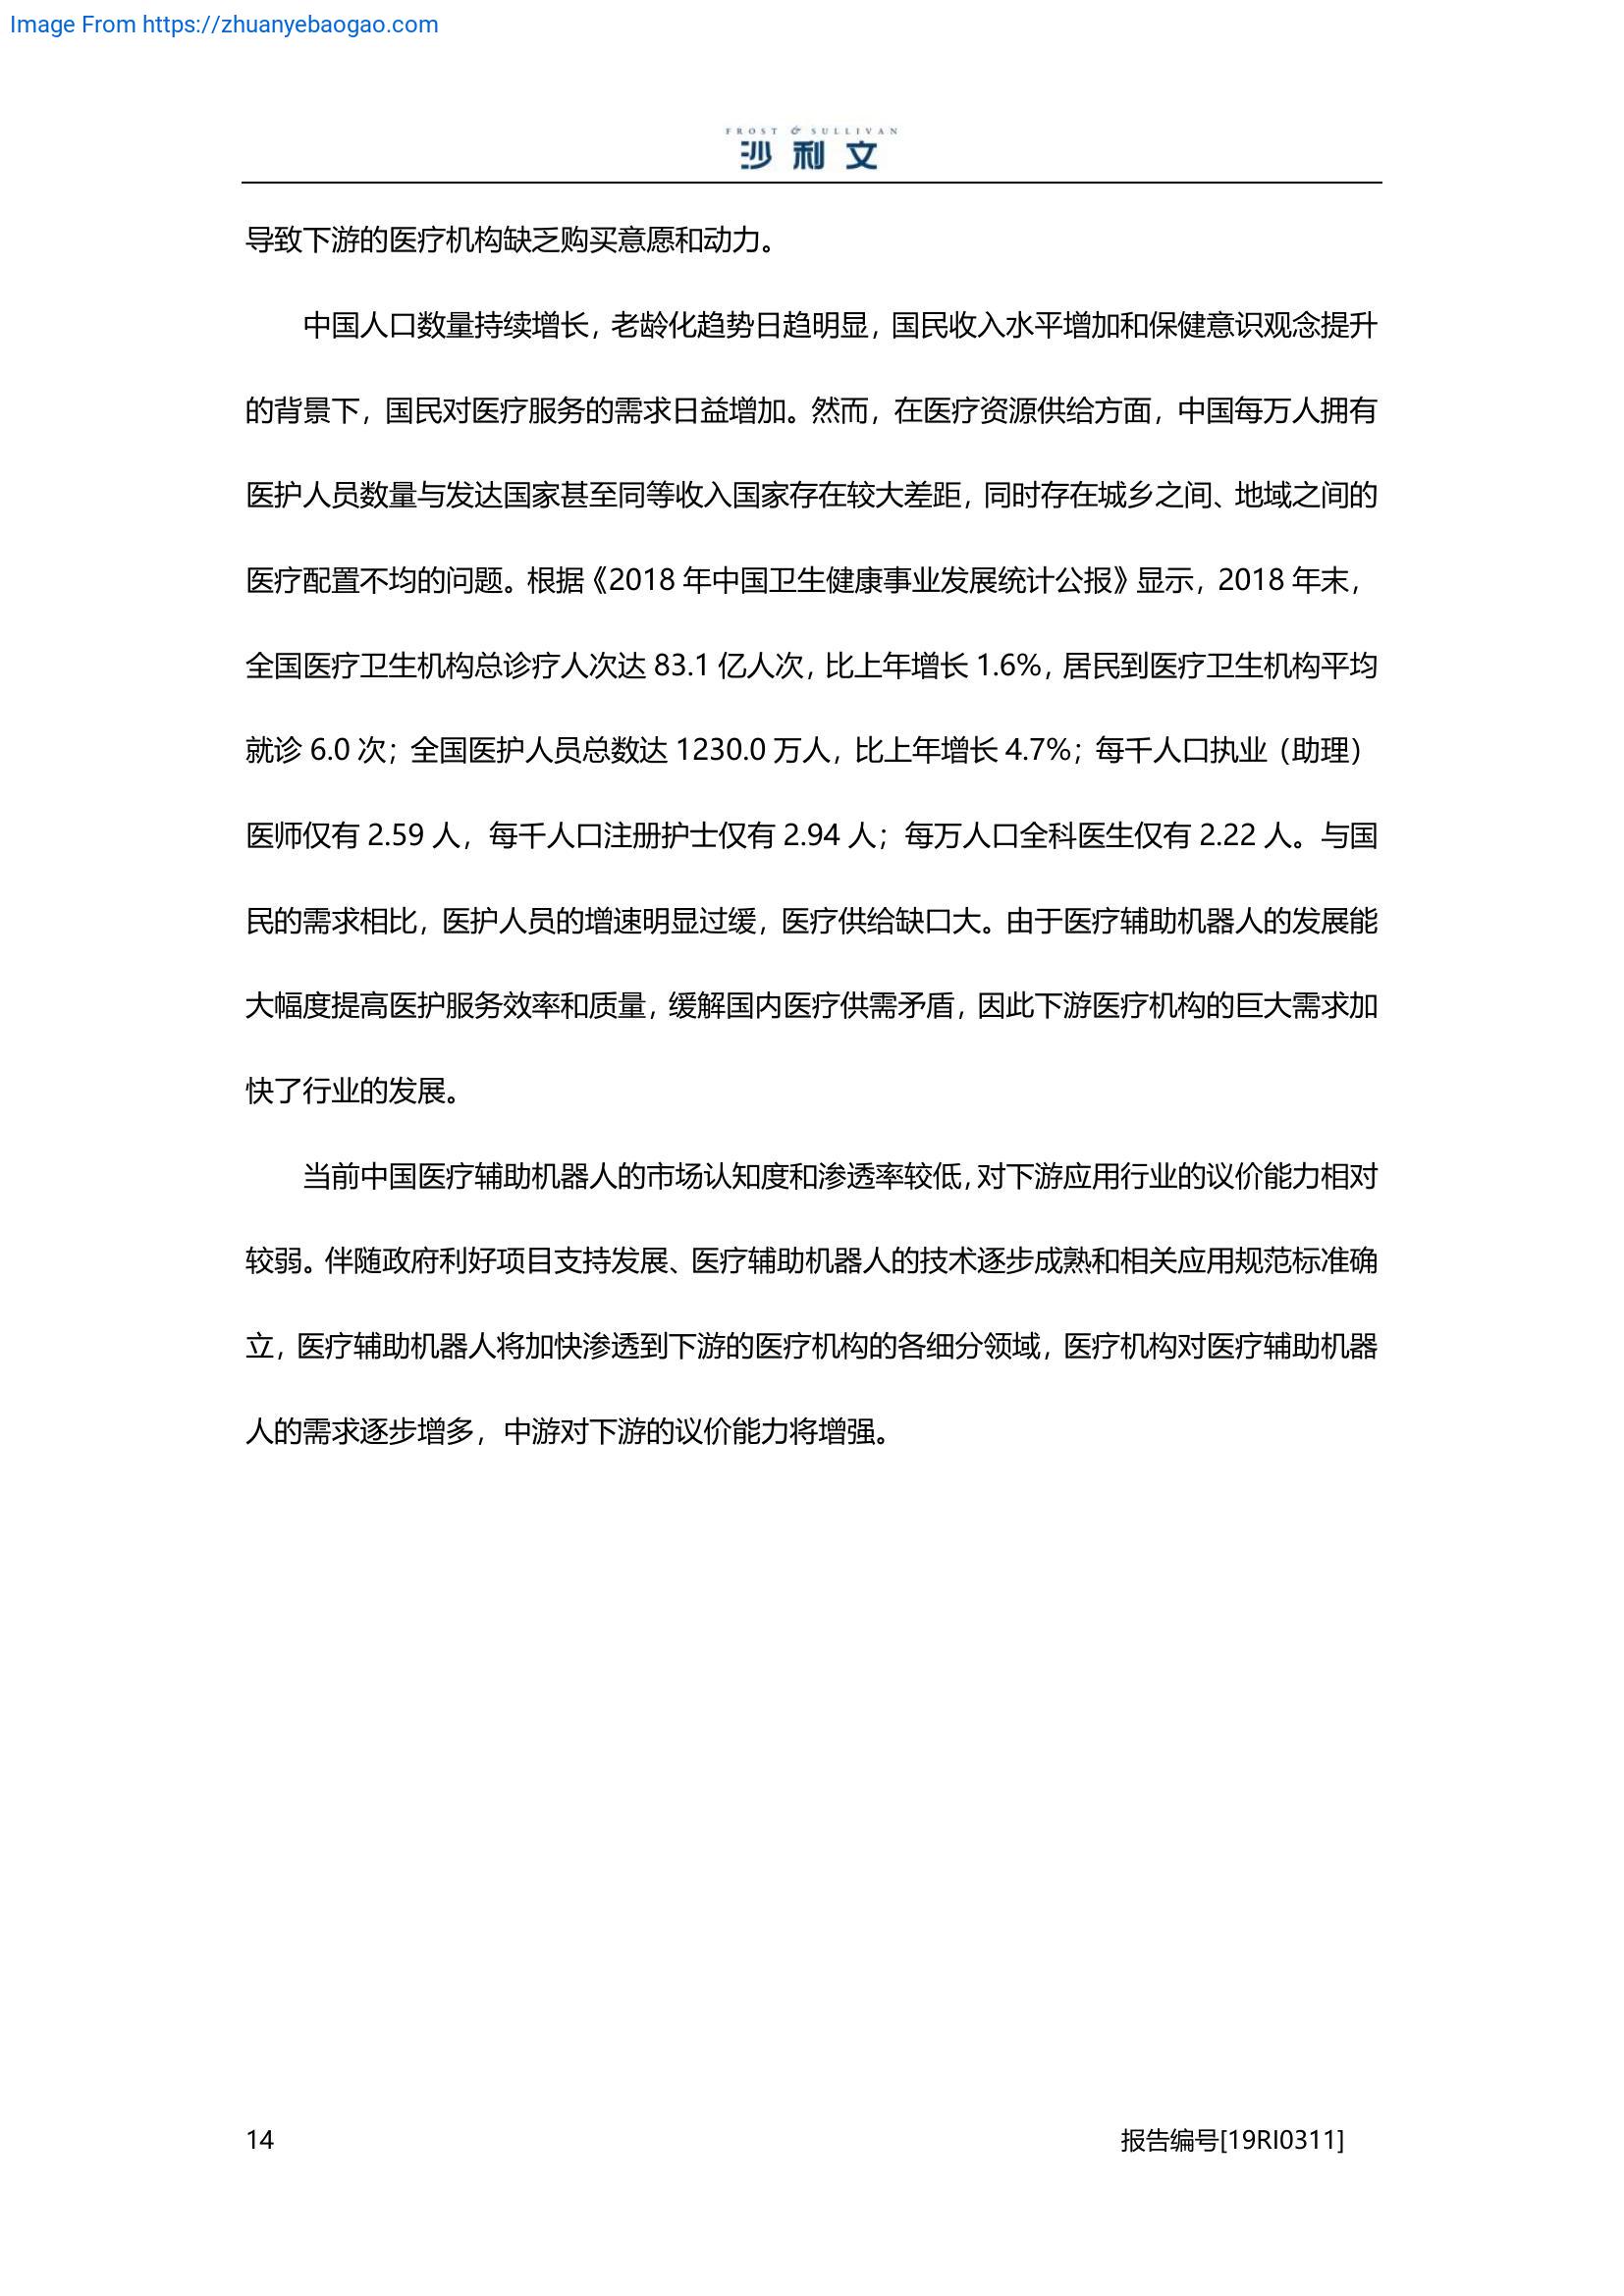 Image From https://zhuanyebaogao.com
FROST & SULLIVAN
沙利文
导致下游的医疗机构缺乏购买意愿和动力。
中国人口数量持续增长，老龄化趋势日趋明显，国民收入水平增加和保健意识观念提升
的背景下，国民对医疗服务的需求日益增加。然而，在医疗资源供给方面，中国每万人拥有
医护人员数量与发达国家甚至同等收入国家存在较大差距，同时存在城乡之间、地域之间的
医疗配置不均的问题。根据《2018 年中国卫生健康事业发展统计公报》显示，2018 年末，
全国医疗卫生机构总诊疗人次达 83.1 亿人次，比上年增长 1.6%，居民到医疗卫生机构平均
就诊 6.0 次；全国医护人员总数达 1230.0 万人，比上年增长 4.7%；每千人口执业（助理）
医师仅有 2.59 人，每千人口注册护士仅有 2.94 人；每万人口全科医生仅有 2.22 人。与国
民的需求相比，医护人员的增速明显过缓，医疗供给缺口大。由于医疗辅助机器人的发展能
大幅度提高医护服务效率和质量，缓解国内医疗供需矛盾，因此下游医疗机构的巨大需求加
快了行业的发展。
当前中国医疗辅助机器人的市场认知度和渗透率较低，对下游应用行业的议价能力相对
较弱。伴随政府利好项目支持发展、医疗辅助机器人的技术逐步成熟和相关应用规范标准确
立，医疗辅助机器人将加快渗透到下游的医疗机构的各细分领域，医疗机构对医疗辅助机器
人的需求逐步增多，中游对下游的议价能力将增强。
14
报告编号[19RI0311]